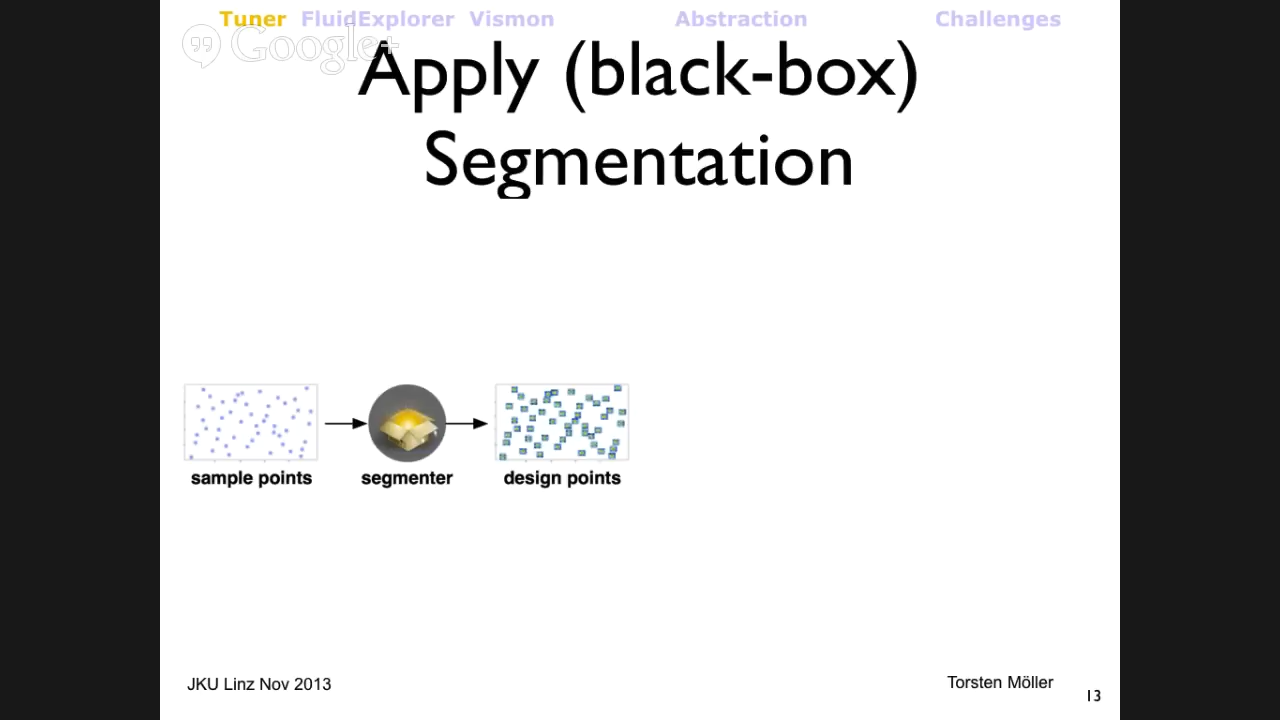 Tuner FluidExplorer Vismon Abstraction Challenges
Google+
Apply (black-box)
Segmentation
sample points segmenter design points
JKU Linz Nov 2013 Torsten Möller
13